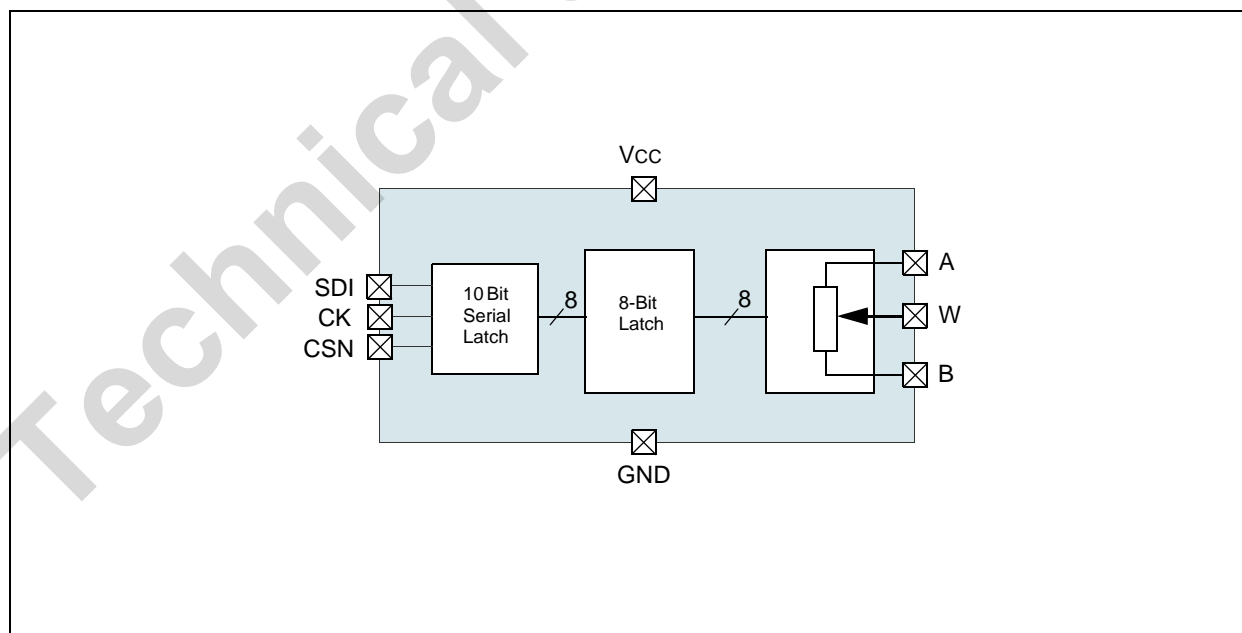 Technical
VCC
SDI
CK
CSN
10 Bit
Serial
Latch
8
8-Bit
Latch
8
A
W
B
GND